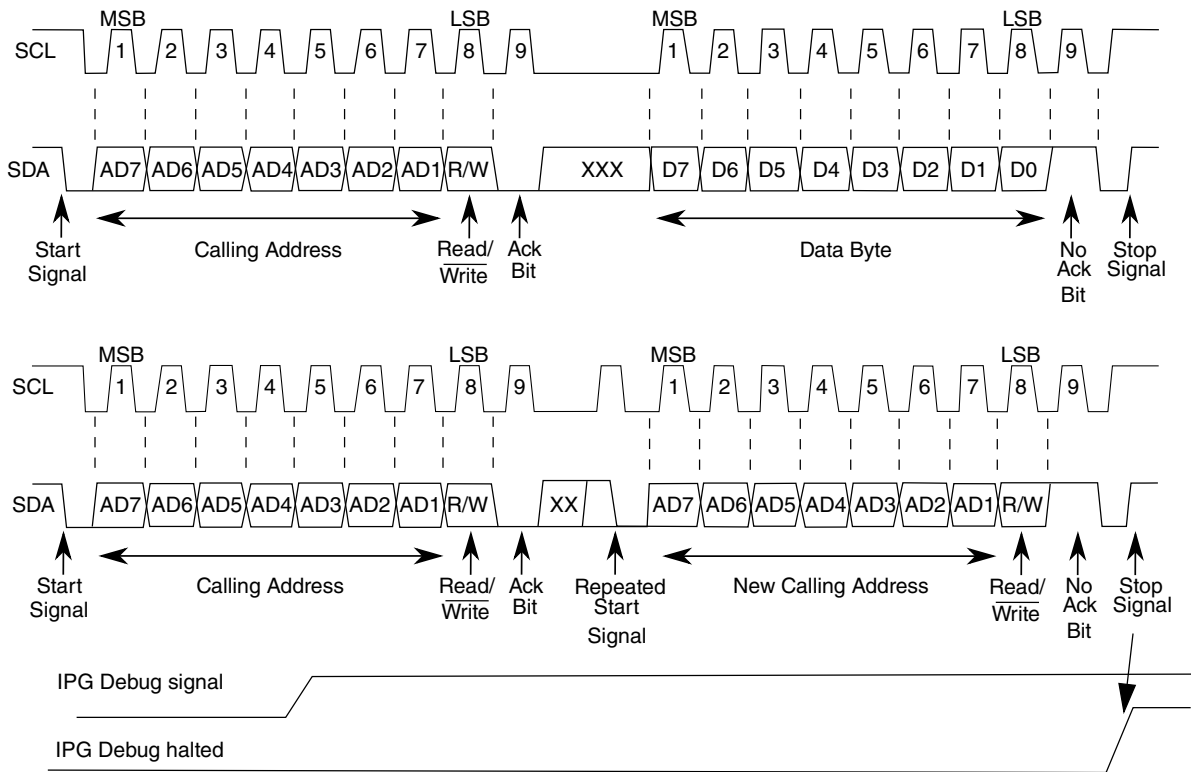 MSB LSB MSB LSB
SCL 1 2 3 4 5 6 7 8 9 1 2 3 4 5 6 7 8 9
SDA AD7 AD6 AD5 AD4 AD3 AD2 AD1 R/W XXX D7 D6 D5 D4 D3 D2 D1 D0
Start
Signal
Calling Address
Read/
Write
Ack
Bit
Data Byte
No
Ack
Bit
Stop
Signal
MSB LSB MSB LSB
SCL 1 2 3 4 5 6 7 8 9 1 2 3 4 5 6 7 8 9
SDA AD7 AD6 AD5 AD4 AD3 AD2 AD1 R/W XX AD7 AD6 AD5 AD4 AD3 AD2 AD1 R/W
Start
Signal
Calling Address
Read/
Write
Ack
Bit
Repeated
Start
Signal
New Calling Address
Read/
Write
No
Ack
Bit
Stop
Signal
IPG Debug signal
IPG Debug halted